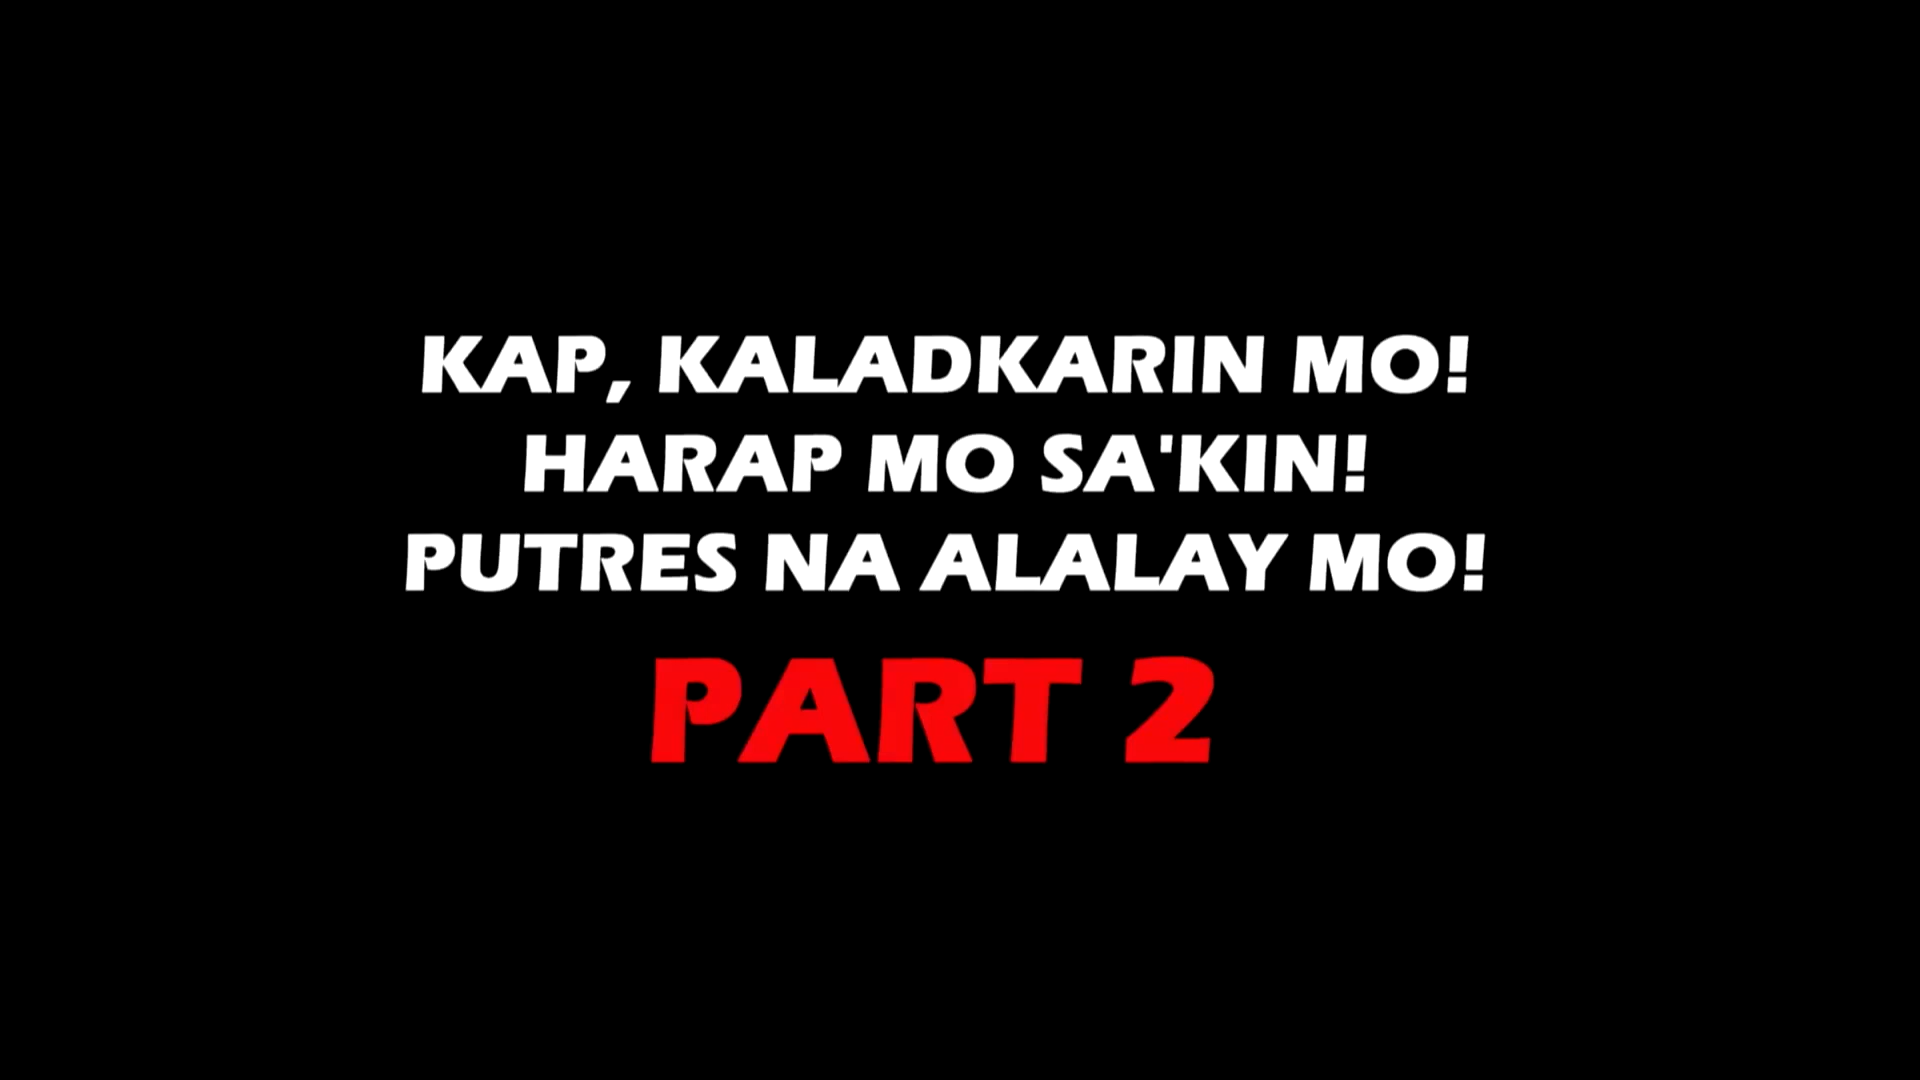 KAP, KALADKARIN MO!
HARAP MO SA'KIN!
PUTRES NA ALALAY MO!
PART 2